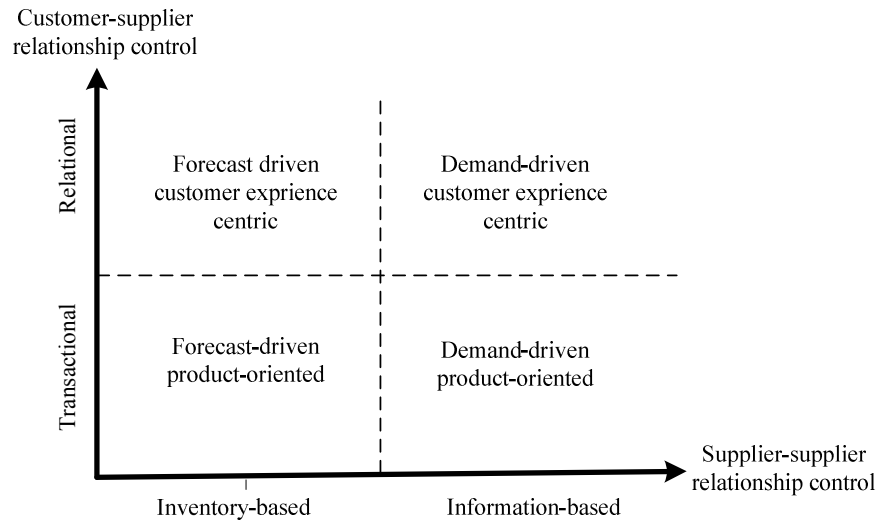 Customer-supplier
relationship control
Relational
Forecast driven
customer exprience
centric
Demand-driven
customer exprience
centric
Transactional
Forecast-driven
product-oriented
Demand-driven
product-oriented
Supplier-supplier
relationship control
Inventory-based
Information-based